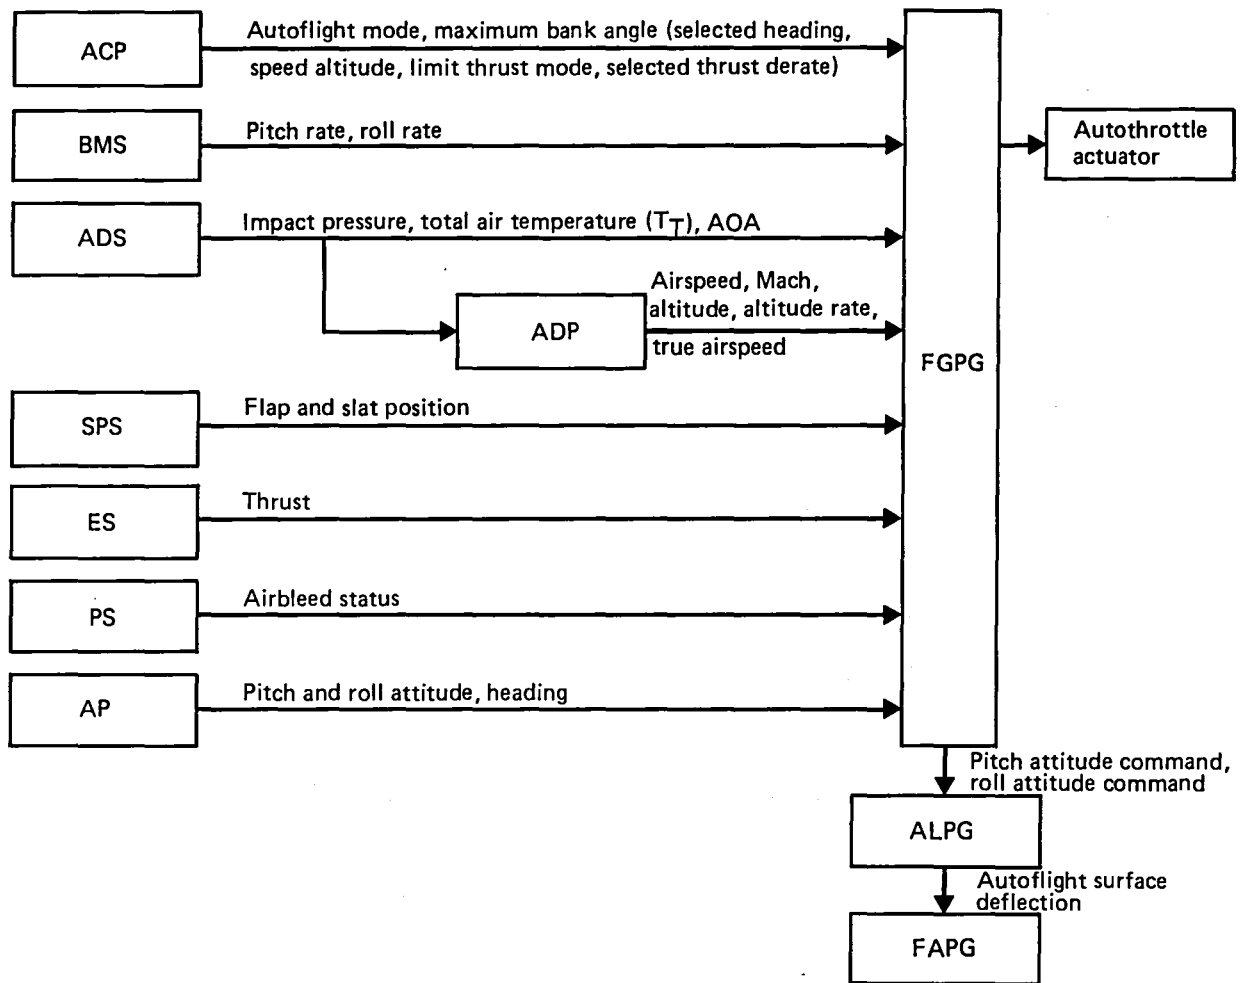 ACP
Autoflight mode, maximum bank angle (selected heading,
speed altitude, limit thrust mode, selected thrust derate)
BMS
Pitch rate, roll rate
Autothrottle
actuator
ADS
Impact pressure, total air temperature (TT), AOA
ADP
Airspeed, Mach,
altitude, altitude rate,
true airspeed
FGPG
SPS
Flap and slat position
ES
Thrust
PS
Airbleed status
AP
Pitch and roll attitude, heading
Pitch attitude command,
roll attitude command
ALPG
Autoflight surface
deflection
FAPG